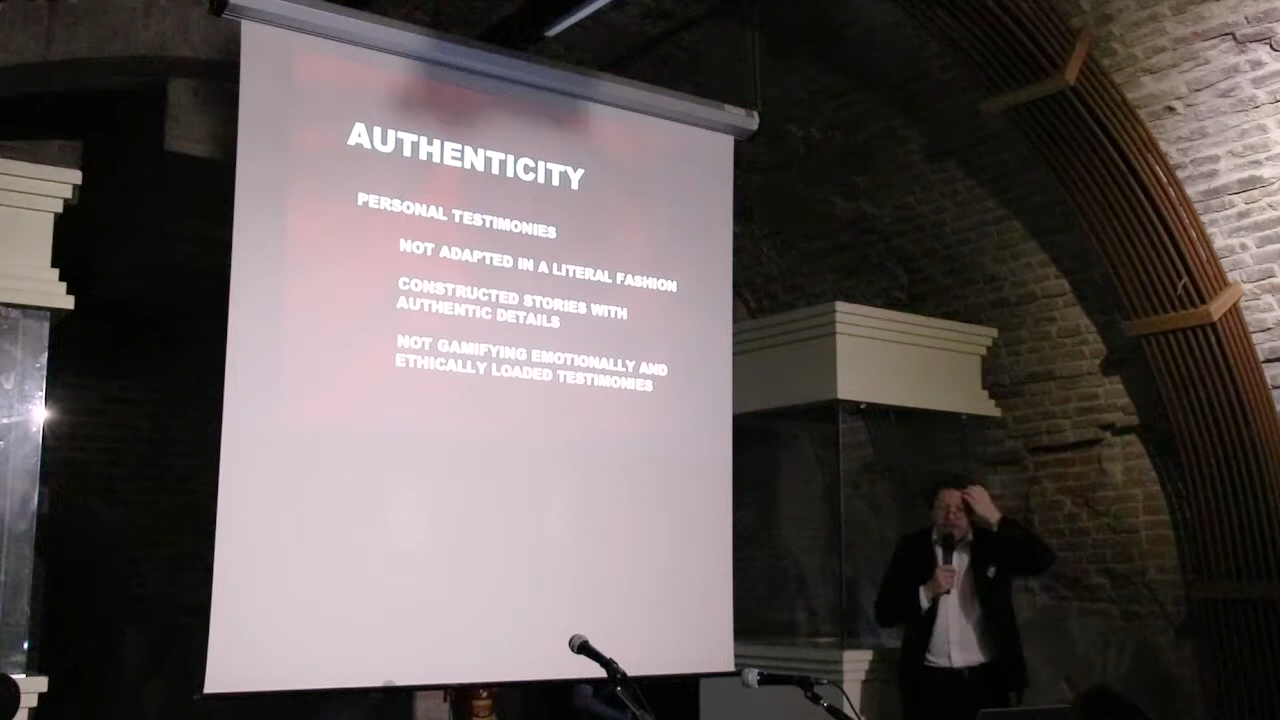 AUTHENTICITY
PERSONAL TESTIMONIES
NOT ADAPTED IN A LITERAL FASHION
CONSTRUCTED STORIES WITH
AUTHENTIC DETAILS
NOT GAMIFYING EMOTIONALLY AND
ETHICALLY LOADED TESTIMONIES